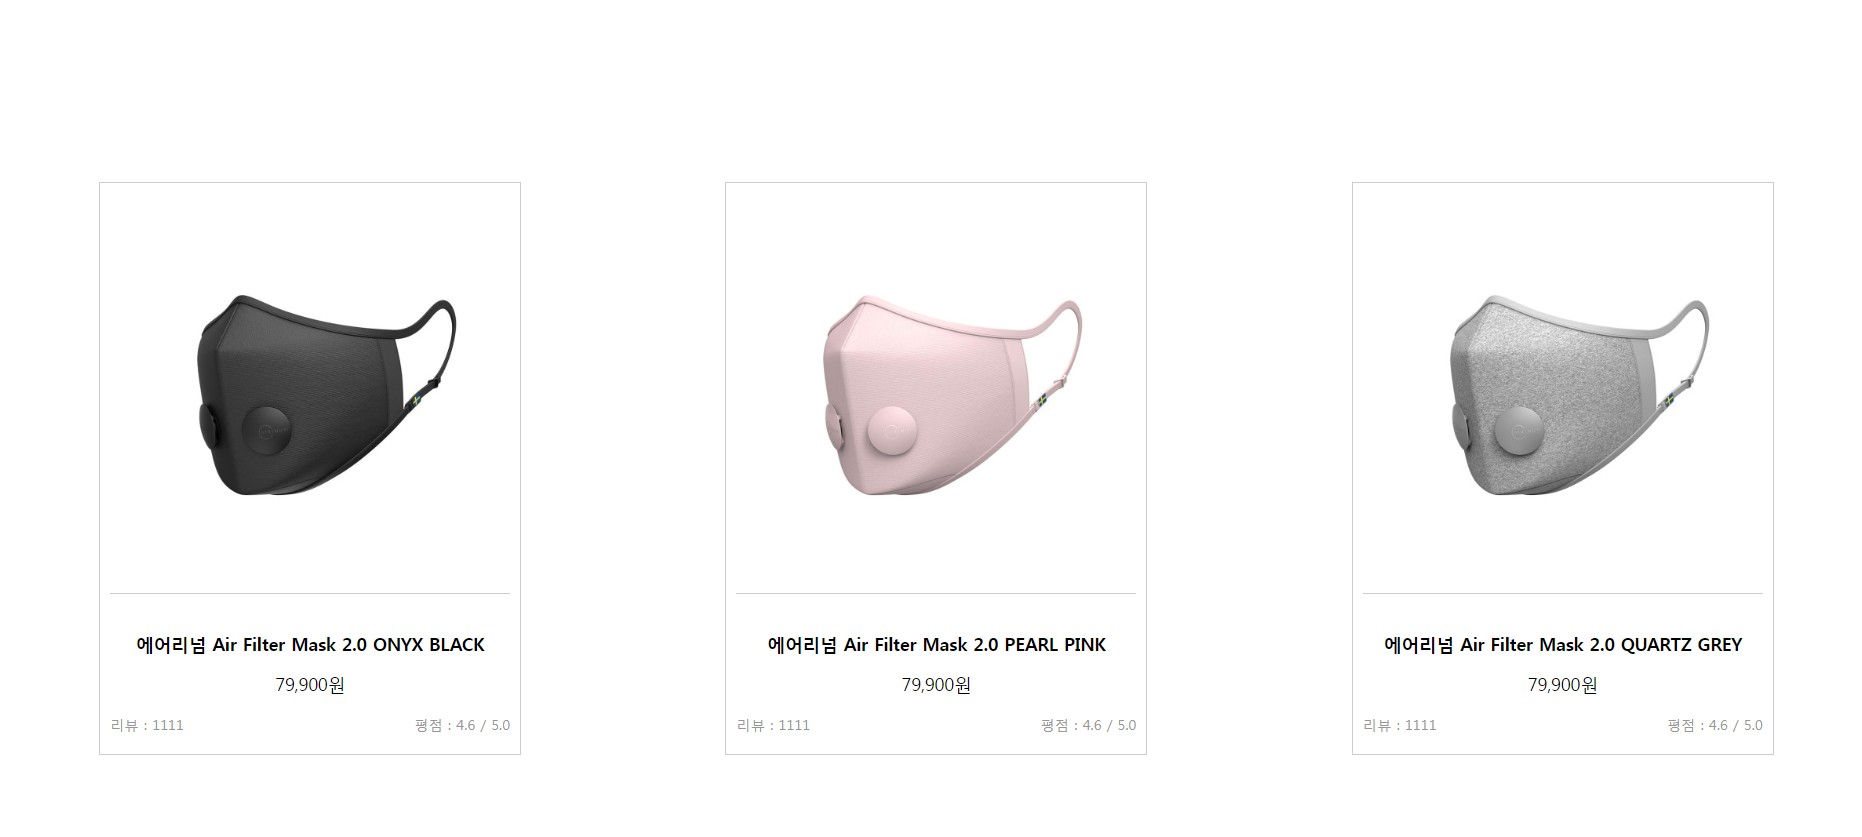 에어리넘 Air Filter Mask 2.0 ONYX BLACK
79,900원
리뷰 : 1111 평점 : 4.6 / 5.0
에어리넘 Air Filter Mask 2.0 PEARL PINK
79,900원
리뷰 : 1111 평점 : 4.6 / 5.0
에어리넘 Air Filter Mask 2.0 QUARTZ GREY
79,900원
리뷰 : 1111 평점 : 4.6 / 5.0